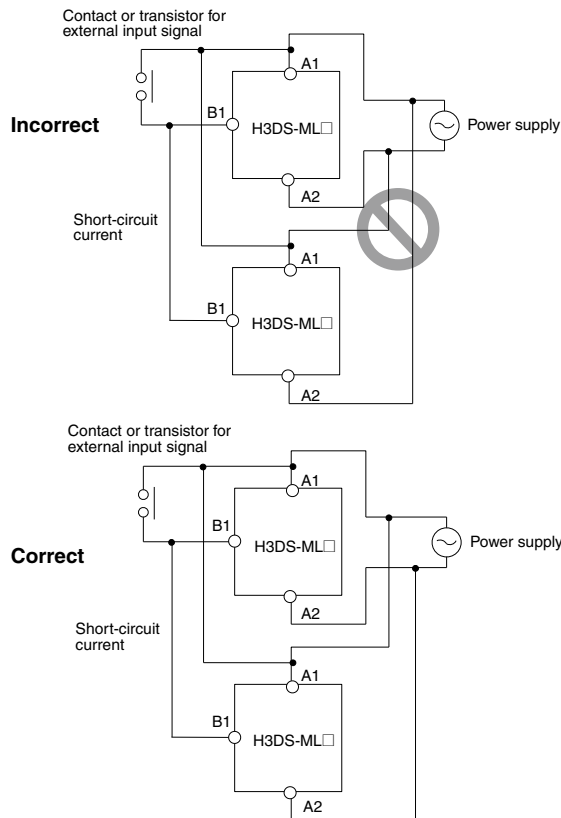 Contact or transistor for
external input signal
A1
B1
Incorrect
H3DS-ML□
Power supply
A2
Short-circuit
current
A1
B1
H3DS-ML□
A2
Contact or transistor for
external input signal
A1
B1
Correct
H3DS-ML□
Power supply
A2
Short-circuit
current
A1
B1
H3DS-ML□
A2